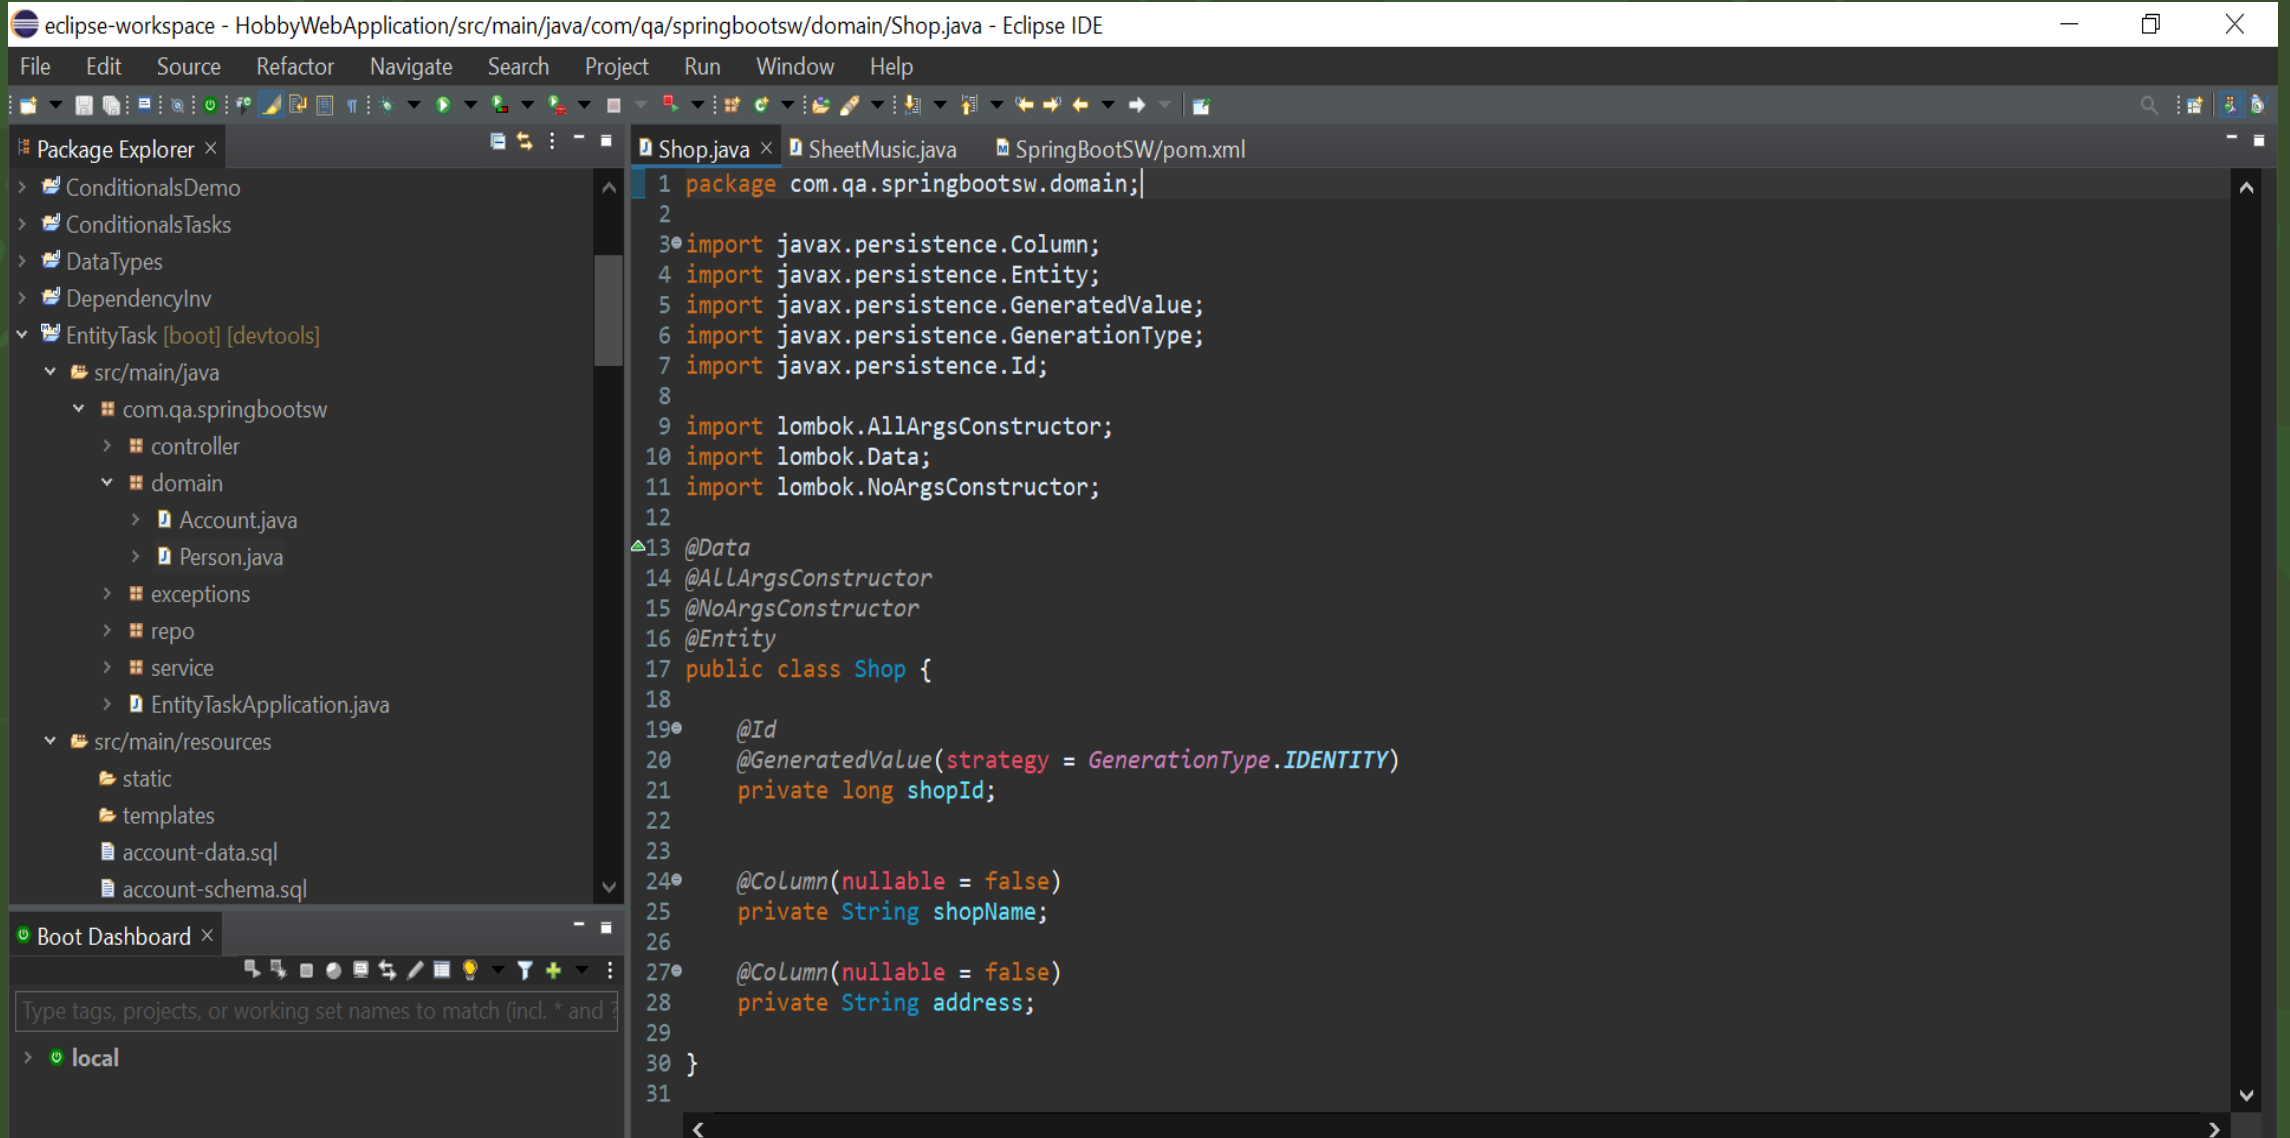 eclipse-workspace - HobbyWebApplication/src/main/java/com/qa/springbootsw/domain/Shop.java - Eclipse IDE
File Edit Source Refactor Navigate Search Project Run Window Help
Package Explorer
ConditionalsDemo
ConditionalsTasks
DataTypes
DependencyInv
EntityTask [boot] [devtools]
src/main/java
com.qa.springbootsw
controller
domain
Account.java
Person.java
exceptions
repo
service
EntityTaskApplication.java
src/main/resources
static
templates
account-data.sql
account-schema.sql
Boot Dashboard
Type tags, projects, or working set names to match (incl. * and ?
local
Shop.java SheetMusic.java SpringBootSW/pom.xml
1 package com.qa.springbootsw.domain;
2
3 import javax.persistence.Column;
4 import javax.persistence.Entity;
5 import javax.persistence.GeneratedValue;
6 import javax.persistence.GenerationType;
7 import javax.persistence.Id;
8
9 import lombok.AllArgsConstructor;
10 import lombok.Data;
11 import lombok.NoArgsConstructor;
12
13 @Data
14 @AllArgsConstructor
15 @NoArgsConstructor
16 @Entity
17 public class Shop {
18
19 @Id
20 @GeneratedValue(strategy = GenerationType.IDENTITY)
21 private long shopId;
22
23
24 @Column(nullable = false)
25 private String shopName;
26
27 @Column(nullable = false)
28 private String address;
29
30 }
31